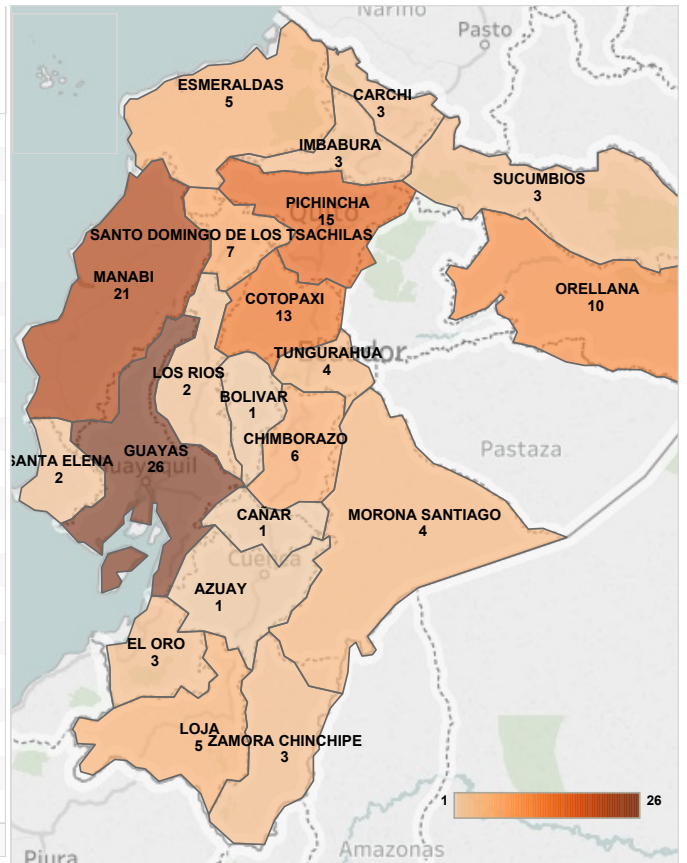 Nariño
Pasto
ESMERALDAS
5
CARCHI
3
IMBABURA
3
SUCUMBIOS
3
PICHINCHA
Quito
15
SANTO DOMINGO DE LOS TSACHILAS
7
MANABI
21
ORELLANA
10
COTOPAXI
13
Ecuador
TUNGURAHUA
4
LOS RIOS
2
BOLIVAR
1
CHIMBORAZO
6
Pastaza
SANTA ELENA
2
GUAYAS
Guayaquil
26
CAÑAR
1
MORONA SANTIAGO
4
Cuenca
AZUAY
1
EL ORO
3
LOJA
5
ZAMORA CHINCHIPE
3
1
26
Amazonas
Piura